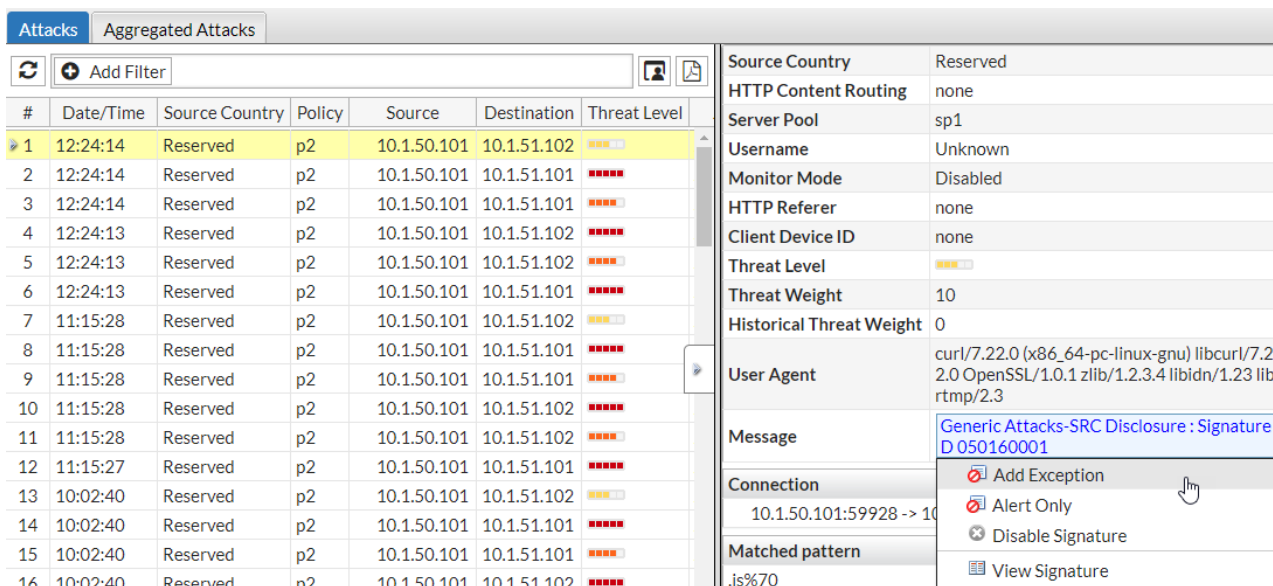 Attacks Aggregated Attacks
Add Filter
# Date/Time Source Country Policy Source Destination Threat Level
1 12:24:14 Reserved p2 10.1.50.101 10.1.51.102
2 12:24:14 Reserved p2 10.1.50.101 10.1.51.101
3 12:24:14 Reserved p2 10.1.50.101 10.1.51.101
4 12:24:13 Reserved p2 10.1.50.101 10.1.51.102
5 12:24:13 Reserved p2 10.1.50.101 10.1.51.102
6 12:24:13 Reserved p2 10.1.50.101 10.1.51.101
7 11:15:28 Reserved p2 10.1.50.101 10.1.51.102
8 11:15:28 Reserved p2 10.1.50.101 10.1.51.101
9 11:15:28 Reserved p2 10.1.50.101 10.1.51.101
10 11:15:28 Reserved p2 10.1.50.101 10.1.51.102
11 11:15:28 Reserved p2 10.1.50.101 10.1.51.102
12 11:15:27 Reserved p2 10.1.50.101 10.1.51.101
13 10:02:40 Reserved p2 10.1.50.101 10.1.51.102
14 10:02:40 Reserved p2 10.1.50.101 10.1.51.101
15 10:02:40 Reserved p2 10.1.50.101 10.1.51.101
16 10:02:40 Reserved p2 10.1.50.101 10.1.51.102
Source Country Reserved
HTTP Content Routing none
Server Pool sp1
Username Unknown
Monitor Mode Disabled
HTTP Referer none
Client Device ID none
Threat Level
Threat Weight 10
Historical Threat Weight 0
User Agent
curl/7.22.0 (x86_64-pc-linux-gnu) libcurl/7.2
2.0 OpenSSL/1.0.1 zlib/1.2.3.4 libidn/1.23 lib
rtmp/2.3
Message
Generic Attacks-SRC Disclosure : Signature
D 050160001
Connection
10.1.50.101:59928 -> 10
Matched pattern
.js%70
Add Exception
Alert Only
Disable Signature
View Signature